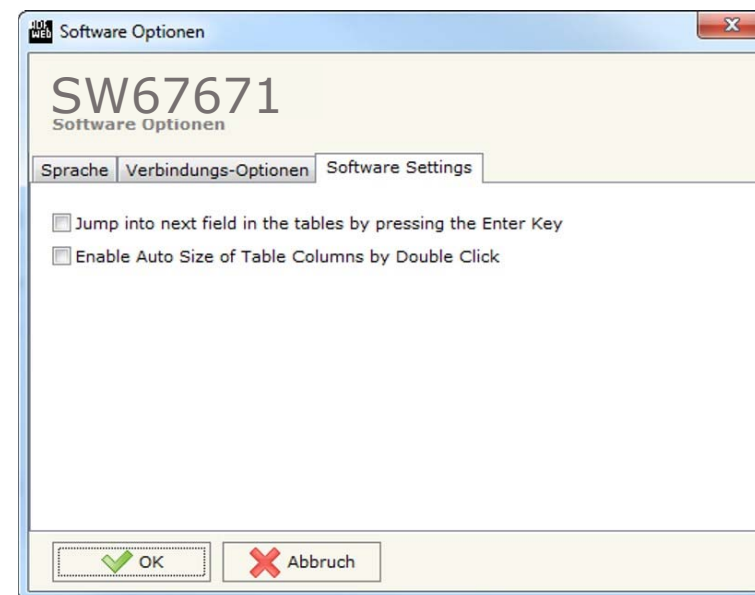 Software Optionen
SW67671
Software Optionen
Sprache Verbindungs-Optionen Software Settings
Jump into next field in the tables by pressing the Enter Key
Enable Auto Size of Table Columns by Double Click
OK Abbruch